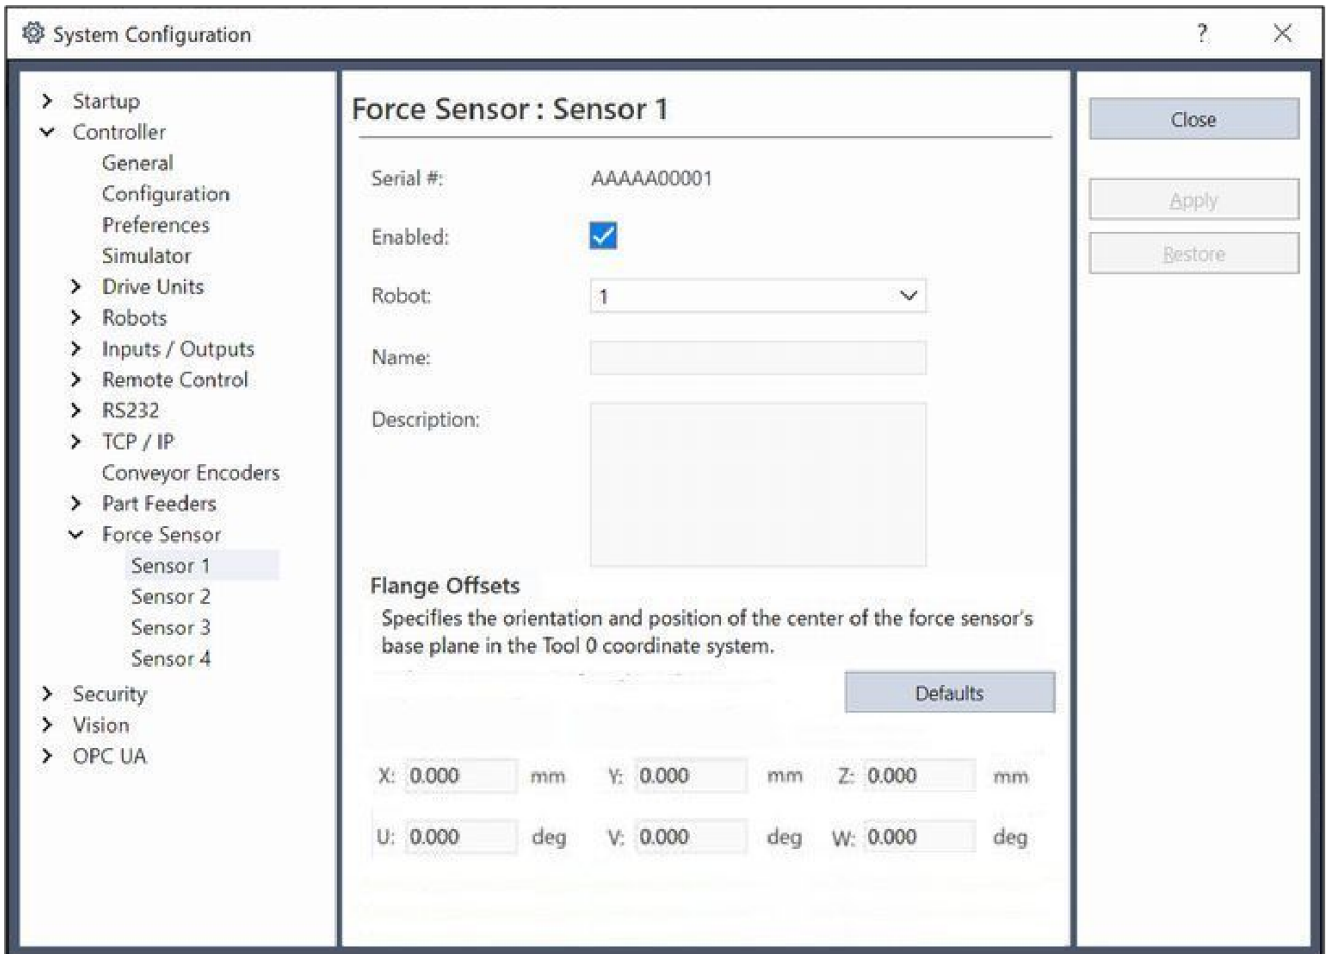 System Configuration ?
Startup
Controller
General
Configuration
Preferences
Simulator
Drive Units
Robots
Inputs / Outputs
Remote Control
RS232
TCP / IP
Conveyor Encoders
Part Feeders
Force Sensor
Sensor 1
Sensor 2
Sensor 3
Sensor 4
Security
Vision
OPC UA
Force Sensor : Sensor 1
Serial #: AAAAA00001
Enabled:
Robot: 1
Name:
Description:
Flange Offsets
Specifies the orientation and position of the center of the force sensor's
base plane in the Tool 0 coordinate system.
Defaults
X: 0.000 mm Y: 0.000 mm Z: 0.000 mm
U: 0.000 deg V: 0.000 deg W: 0.000 deg
Close
Apply
Restore